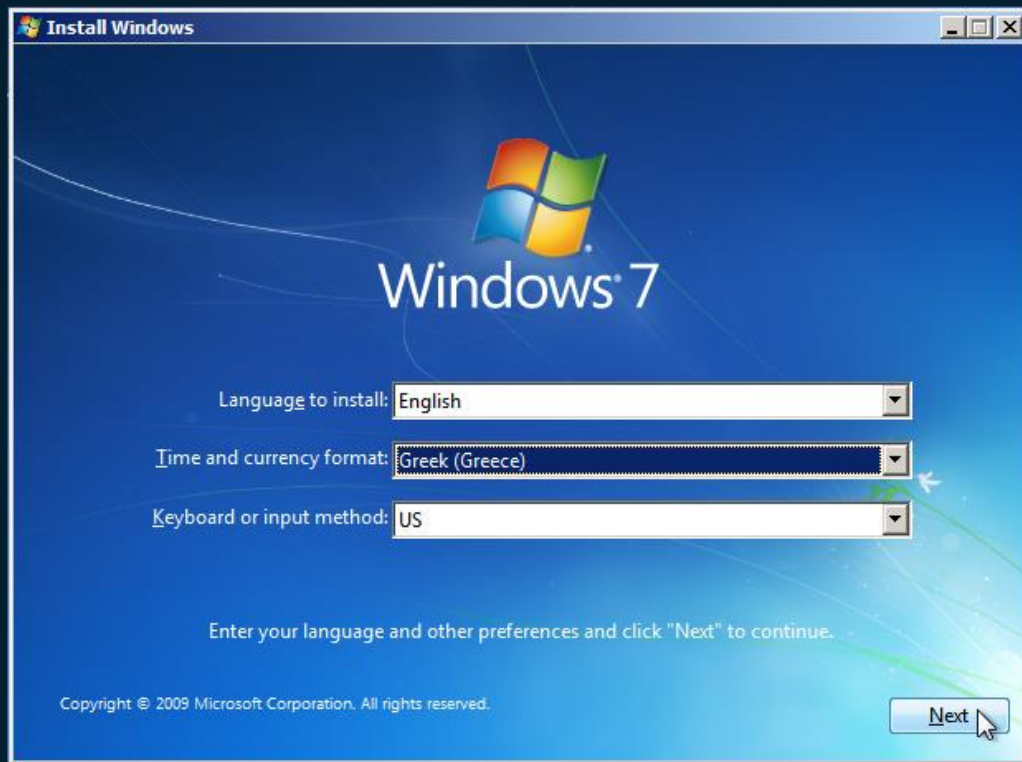 Install Windows
Windows® 7
Language to install: English
Time and currency format: Greek (Greece)
Keyboard or input method: US
Enter your language and other preferences and click "Next" to continue.
Copyright © 2009 Microsoft Corporation. All rights reserved.
Next